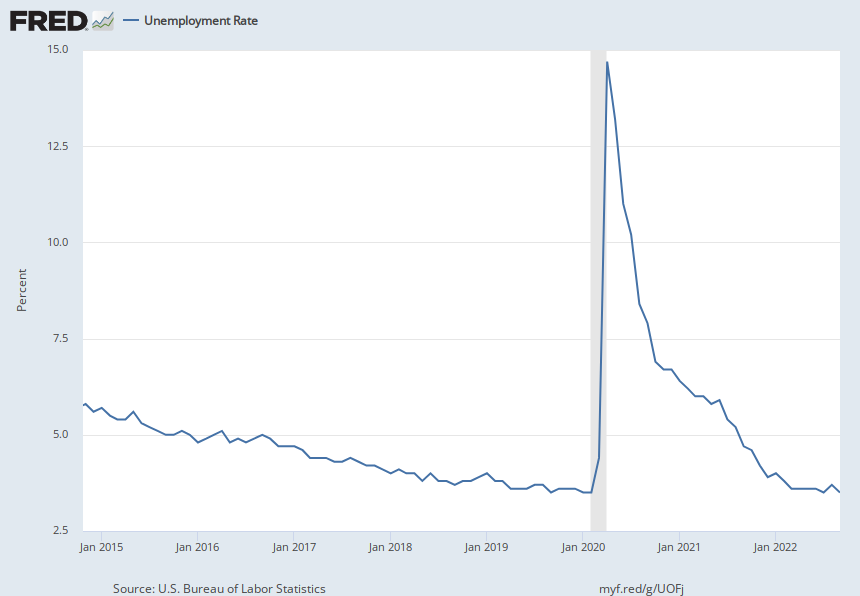 FRED Unemployment Rate
15.0
12.5
10.0
7.5
5.0
2.5
Percent
Jan 2015 Jan 2016 Jan 2017 Jan 2018 Jan 2019 Jan 2020 Jan 2021 Jan 2022
Source: U.S. Bureau of Labor Statistics myf.red/g/UOFj